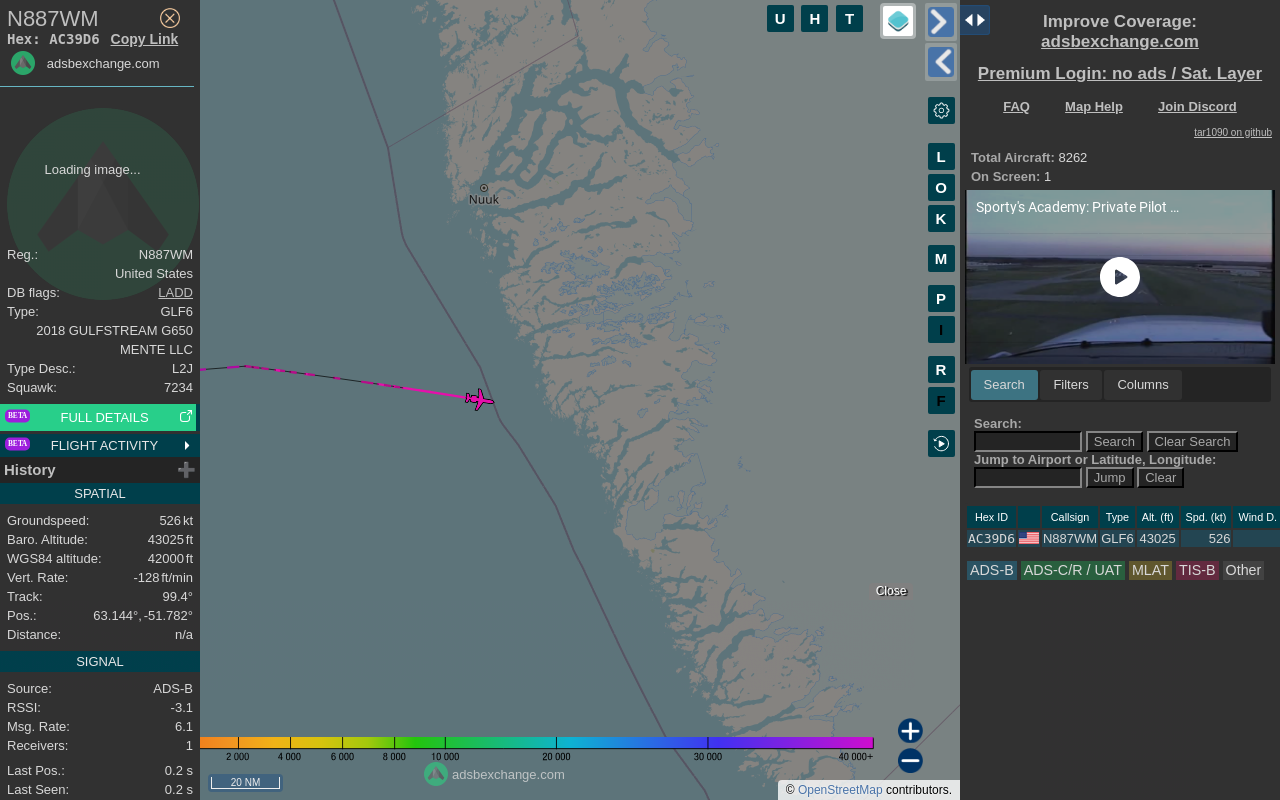 N887WM
Hex: AC39D6 Copy Link
adsbexchange.com
Loading image...
Reg.: N887WM
United States
DB flags: LADD
Type: GLF6
2018 GULFSTREAM G650
MENTE LLC
Type Desc.: L2J
Squawk: 7234
BETA FULL DETAILS
BETA FLIGHT ACTIVITY
History
SPATIAL
Groundspeed: 526 kt
Baro. Altitude: 43025 ft
WGS84 altitude: 42000 ft
Vert. Rate: -128 ft/min
Track: 99.4°
Pos.: 63.144°, -51.782°
Distance: n/a
SIGNAL
Source: ADS-B
RSSI: -3.1
Msg. Rate: 6.1
Receivers: 1
Last Pos.: 0.2 s
Last Seen: 0.2 s
U H T
Nuuk
L
O
K
M
P
I
R
F
Close
2 000 4 000 6 000 8 000 10 000 20 000 30 000 40 000+
20 NM
adsbexchange.com
© OpenStreetMap contributors.
Improve Coverage:
adsbexchange.com
Premium Login: no ads / Sat. Layer
FAQ Map Help Join Discord
tar1090 on github
Total Aircraft: 8262
On Screen: 1
Sporty's Academy: Private Pilot ...
Search Filters Columns
Search:
Search Clear Search
Jump to Airport or Latitude, Longitude:
Jump Clear
Hex ID Callsign Type Alt. (ft) Spd. (kt) Wind D.
AC39D6 N887WM GLF6 43025 526
ADS-B ADS-C/R / UAT MLAT TIS-B Other